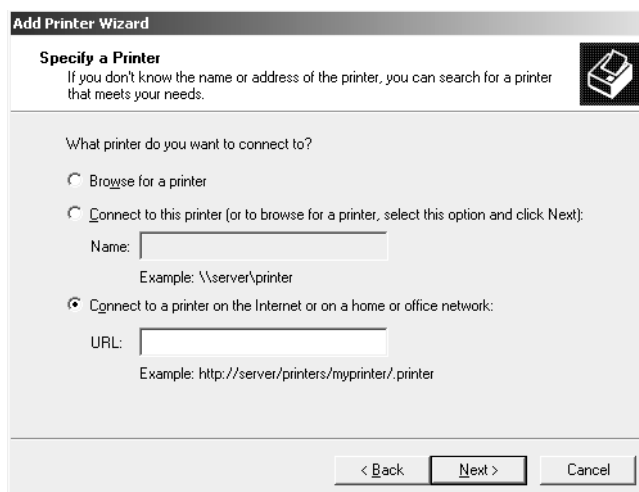 Add Printer Wizard
Specify a Printer
If you don't know the name or address of the printer, you can search for a printer
that meets your needs.
What printer do you want to connect to?
Browse for a printer
Connect to this printer (or to browse for a printer, select this option and click Next):
Name:
Example: \\server\printer
Connect to a printer on the Internet or on a home or office network:
URL:
Example: http://server/printers/myprinter/.printer
< Back Next > Cancel